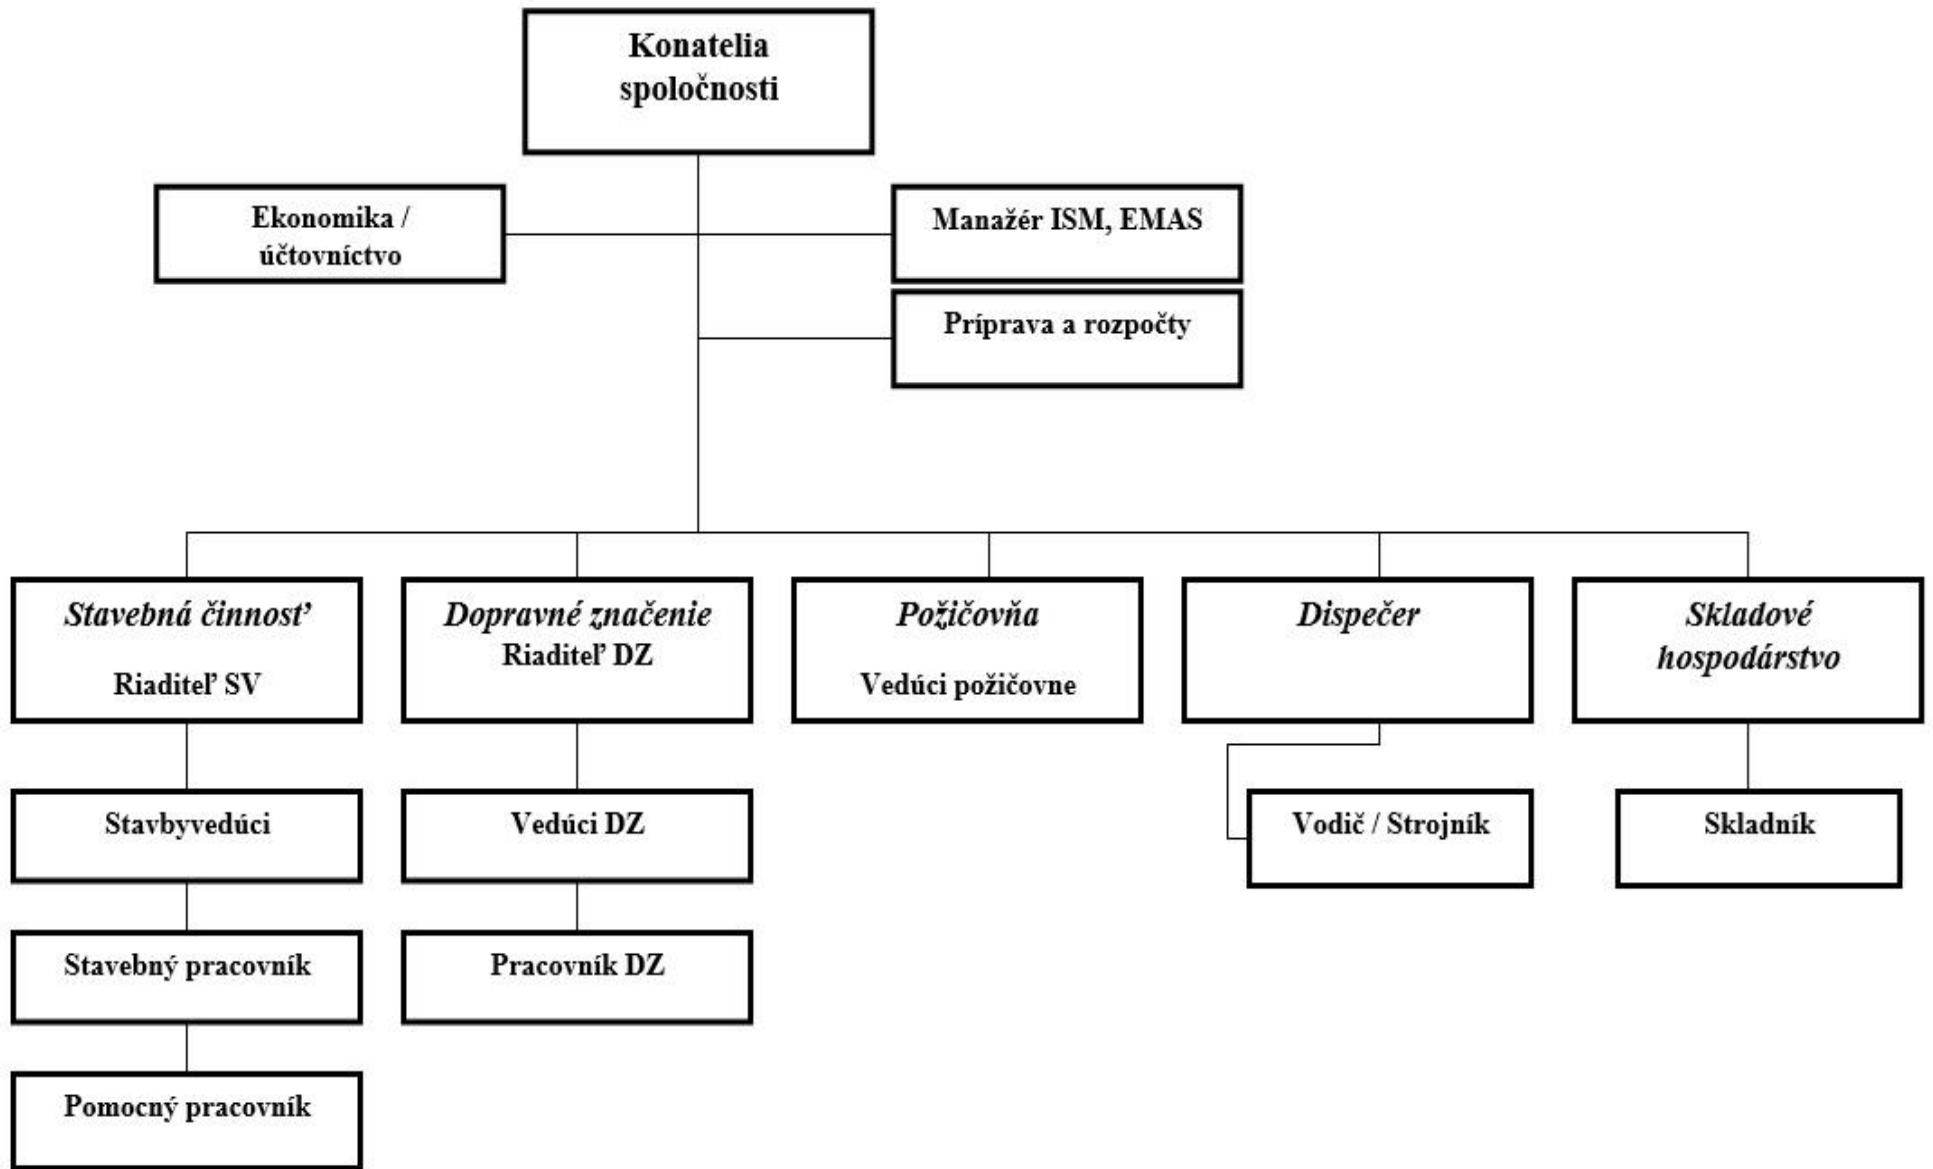 Konatelia
spoločnosti
Ekonomika /
účtovníctvo
Manažér ISM, EMAS
Príprava a rozpočty
Stavebná činnosť
Riaditeľ SV
Dopravné značenie
Riaditeľ DZ
Požičovňa
Vedúci požičovne
Dispečer
Skladové
hospodárstvo
Stavbyvedúci
Vedúci DZ
Vodič / Strojník
Skladník
Stavebný pracovník
Pracovník DZ
Pomocný pracovník